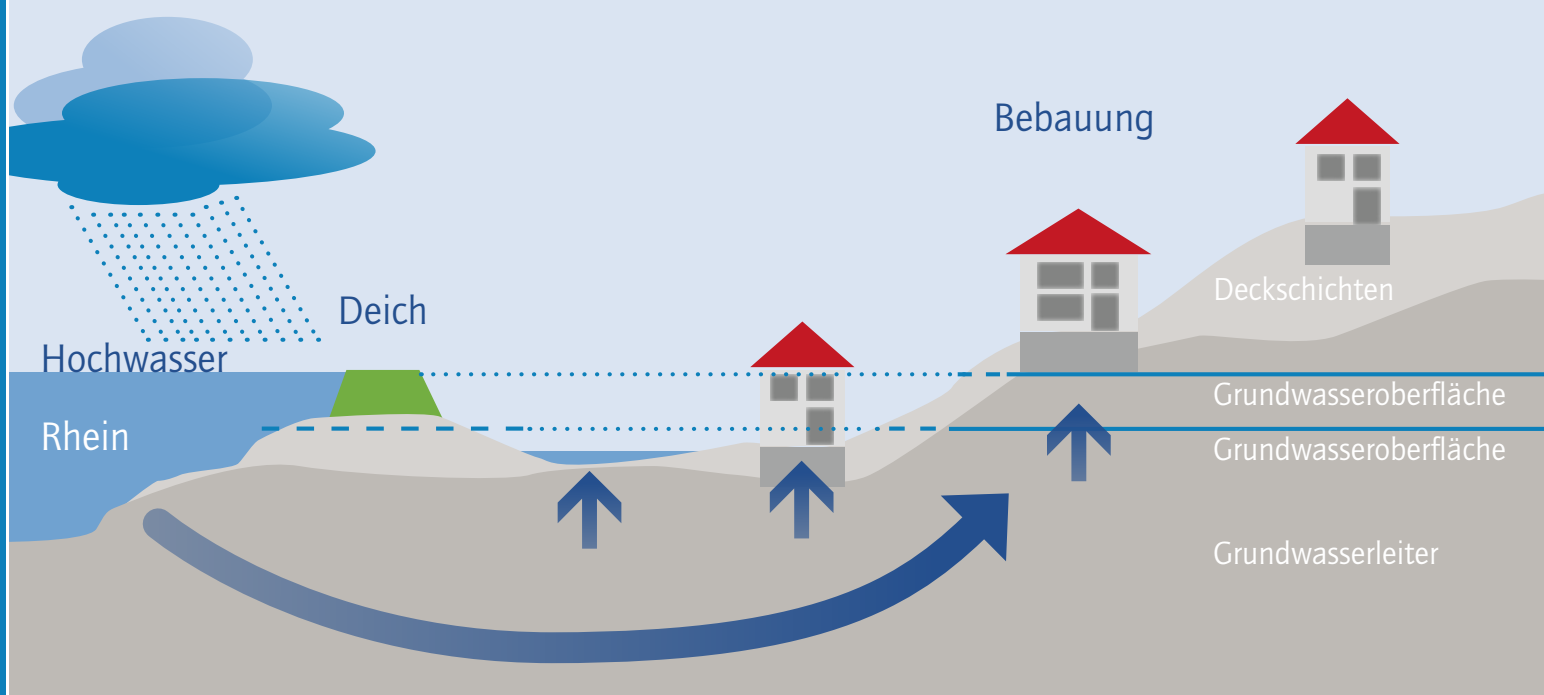 Bebauung
Deckschichten
Deich
Hochwasser
Grundwasseroberfläche
Rhein
Grundwasseroberfläche
Grundwasserleiter